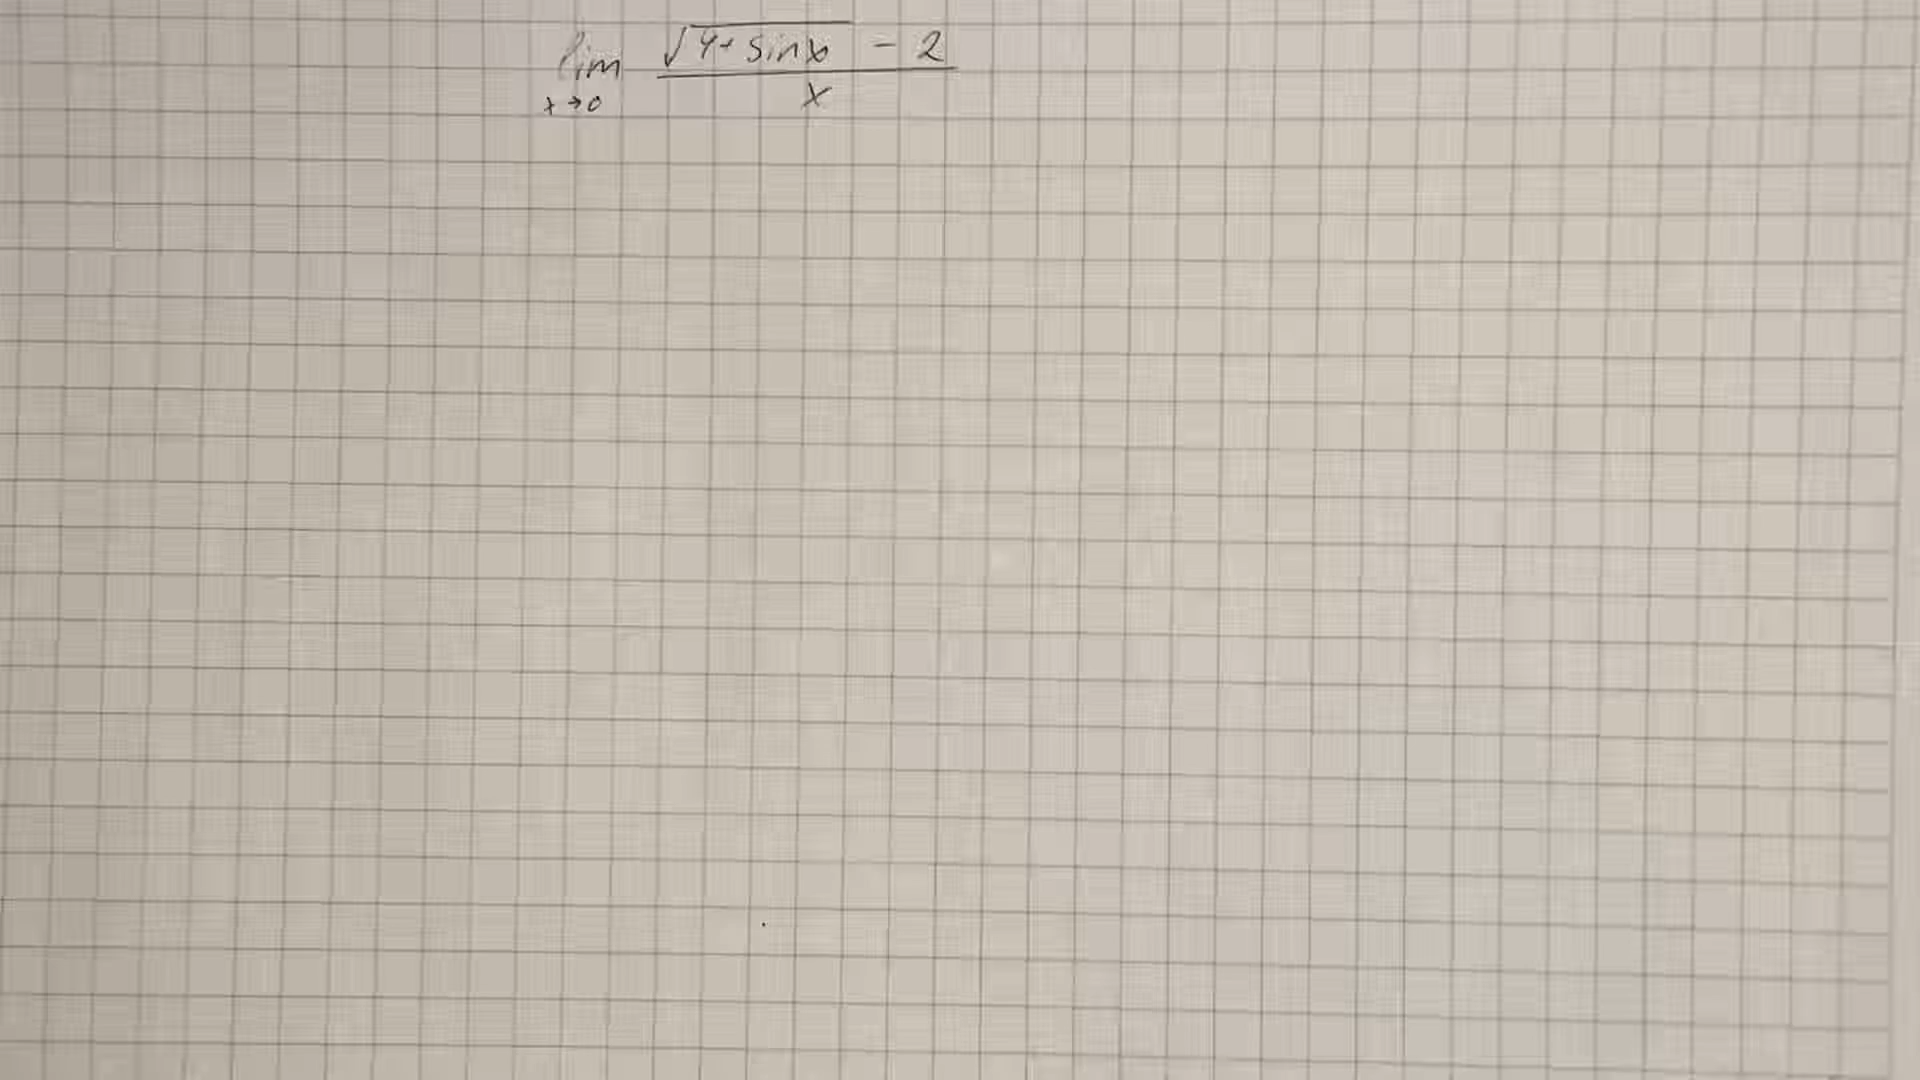 lim √4+ sinx - 2
x→0 x